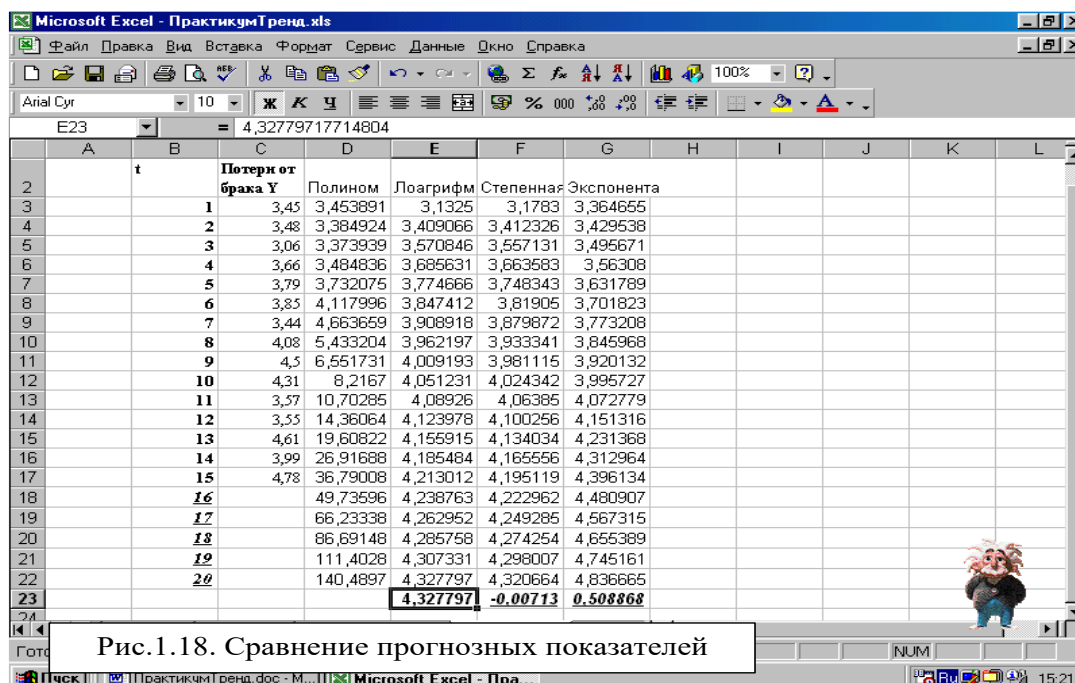 Microsoft Excel - ПрактикумТренд.xls
Файл Правка Вид Вставка Формат Сервис Данные Окно Справка
100%
Arial Cyr 10 Ж К Ч % 000
E23 = 4,32779717714804
A B C D E F G H I J K L
2 t Потери от брака Y Полином Лоагрифм Степенная Экспонента
3 1 3,45 3,453891 3,1325 3,1783 3,364655
4 2 3,48 3,384924 3,409066 3,412326 3,429538
5 3 3,06 3,373939 3,570846 3,557131 3,495671
6 4 3,66 3,484836 3,685631 3,663583 3,56308
7 5 3,79 3,732075 3,774666 3,748343 3,631789
8 6 3,85 4,117996 3,847412 3,81905 3,701823
9 7 3,44 4,663659 3,908918 3,879872 3,773208
10 8 4,08 5,433204 3,962197 3,933341 3,845968
11 9 4,5 6,551731 4,009193 3,981115 3,920132
12 10 4,31 8,2167 4,051231 4,024342 3,995727
13 11 3,57 10,70285 4,08926 4,06385 4,072779
14 12 3,55 14,36064 4,123978 4,100256 4,151316
15 13 4,61 19,60822 4,155915 4,134034 4,231368
16 14 3,99 26,91688 4,185484 4,165556 4,312964
17 15 4,78 36,79008 4,213012 4,195119 4,396134
18 16 49,73596 4,238763 4,222962 4,480907
19 17 66,23338 4,262952 4,249285 4,567315
20 18 86,69148 4,285758 4,274254 4,655389
21 19 111,4028 4,307331 4,298007 4,745161
22 20 140,4897 4,327797 4,320664 4,836665
23 4,327797 -0,00713 0,508868
24
Рис.1.18. Сравнение прогнозных показателей
NUM
Пуск ПрактикумТренд.doc - M... Microsoft Excel - Пра... Ru 15:21